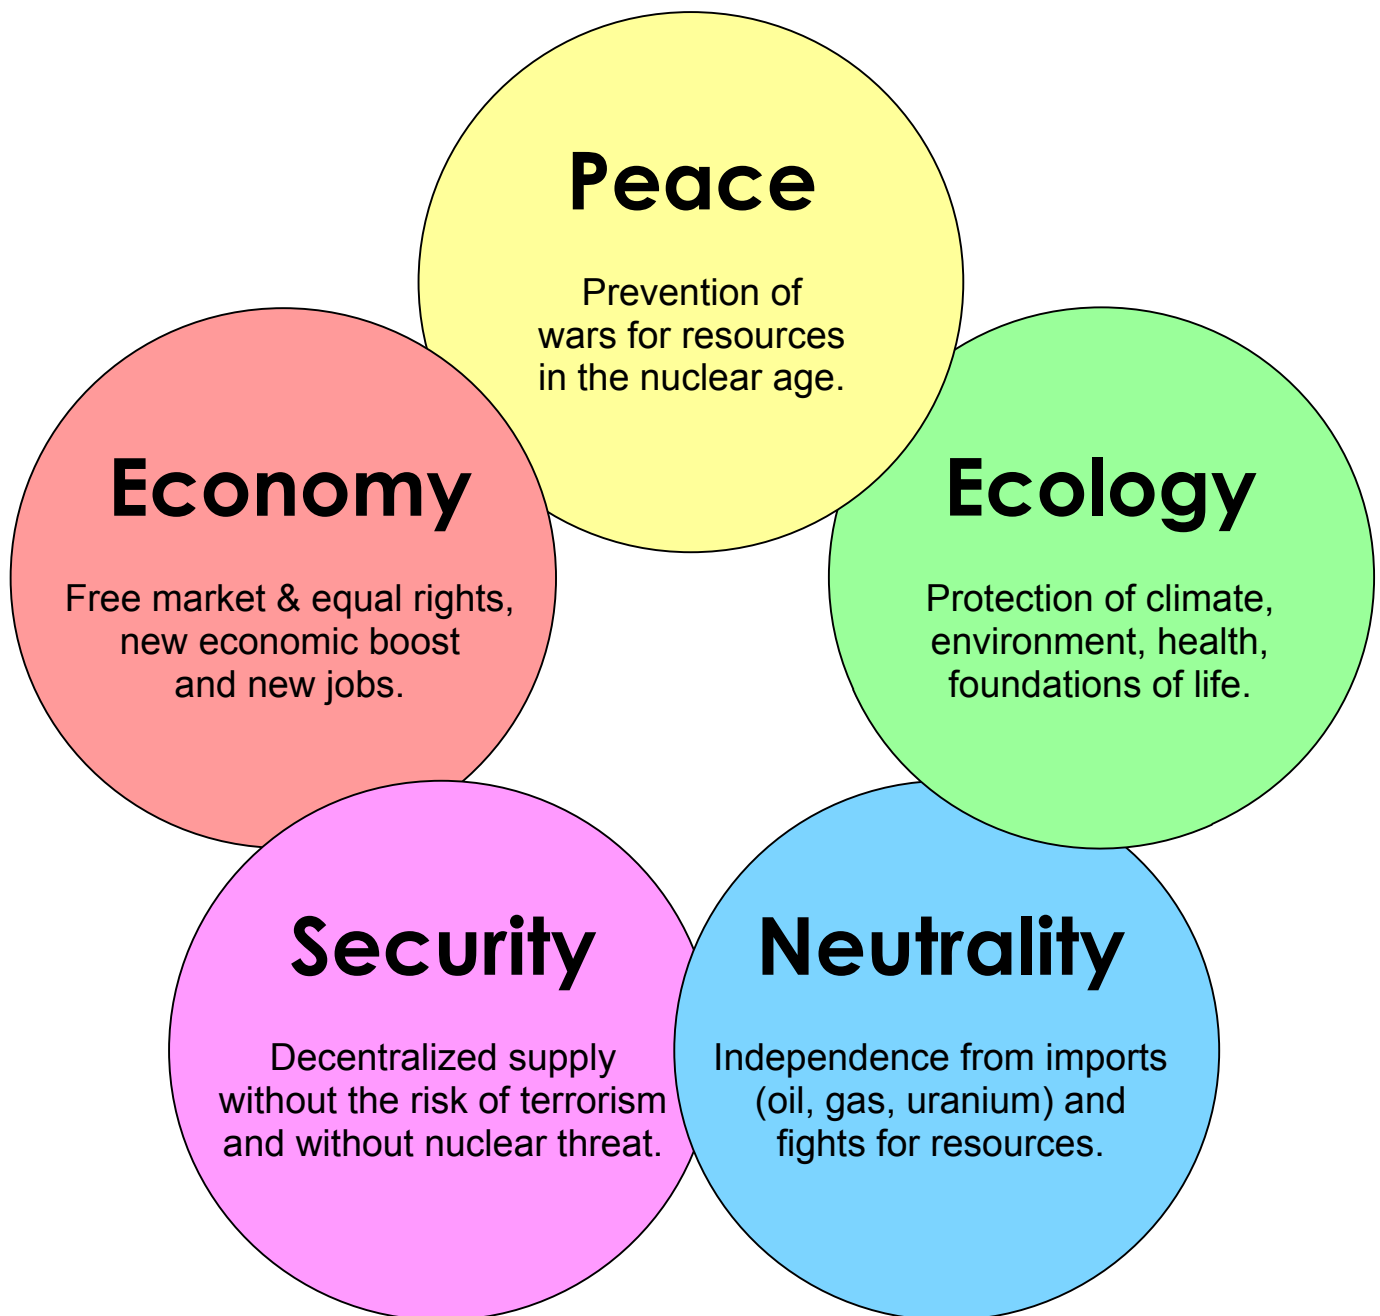 Peace
Prevention of
wars for resources
in the nuclear age.
Economy
Free market & equal rights,
new economic boost
and new jobs.
Ecology
Protection of climate,
environment, health,
foundations of life.
Security
Decentralized supply
without the risk of terrorism
and without nuclear threat.
Neutrality
Independence from imports
(oil, gas, uranium) and
fights for resources.